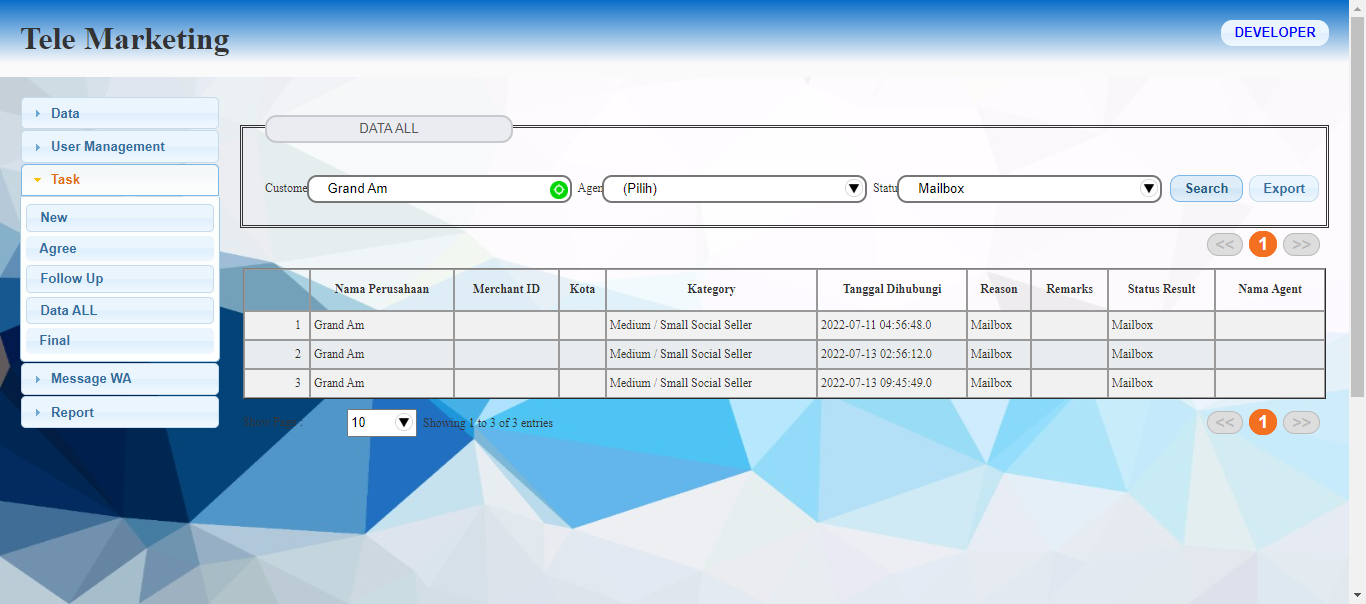 Tele Marketing
DEVELOPER
Data
User Management
Task
New
Agree
Follow Up
Data ALL
Final
Message WA
Report
DATA ALL
Custome Grand Am Agen (Pilih) Statu Mailbox Search Export
<< 1 >>
Nama Perusahaan Merchant ID Kota Kategory Tanggal Dihubungi Reason Remarks Status Result Nama Agent
1 Grand Am Medium / Small Social Seller 2022-07-11 04:56:48.0 Mailbox Mailbox
2 Grand Am Medium / Small Social Seller 2022-07-13 02:56:12.0 Mailbox Mailbox
3 Grand Am Medium / Small Social Seller 2022-07-13 09:45:49.0 Mailbox Mailbox
10 Showing 1 to 3 of 3 entries
<< 1 >>